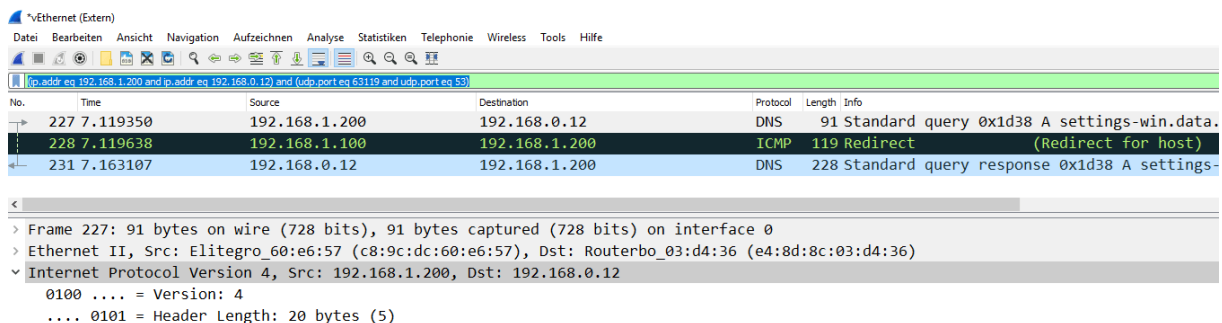 *vEthernet (Extern)
Datei Bearbeiten Ansicht Navigation Aufzeichnen Analyse Statistiken Telephonie Wireless Tools Hilfe
(ip.addr eq 192.168.1.200 and ip.addr eq 192.168.0.12) and (udp.port eq 63119 and udp.port eq 53)
No. Time Source Destination Protocol Length Info
227 7.119350 192.168.1.200 192.168.0.12 DNS 91 Standard query 0x1d38 A settings-win.data.
228 7.119638 192.168.1.100 192.168.1.200 ICMP 119 Redirect (Redirect for host)
231 7.163107 192.168.0.12 192.168.1.200 DNS 228 Standard query response 0x1d38 A settings-
Frame 227: 91 bytes on wire (728 bits), 91 bytes captured (728 bits) on interface 0
Ethernet II, Src: Elitegro_60:e6:57 (c8:9c:dc:60:e6:57), Dst: Routerbo_03:d4:36 (e4:8d:8c:03:d4:36)
Internet Protocol Version 4, Src: 192.168.1.200, Dst: 192.168.0.12
0100 .... = Version: 4
.... 0101 = Header Length: 20 bytes (5)